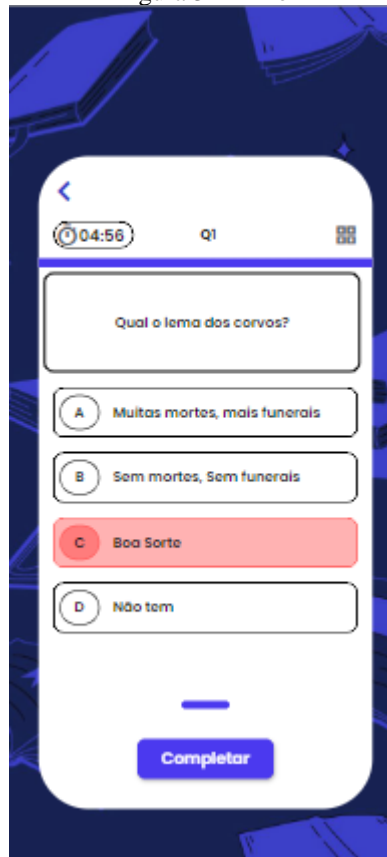 04:56
Q1
Qual o lema dos corvos?
A Muitas mortes, mais funerais
B Sem mortes, Sem funerais
C Boa Sorte
D Não tem
Completar